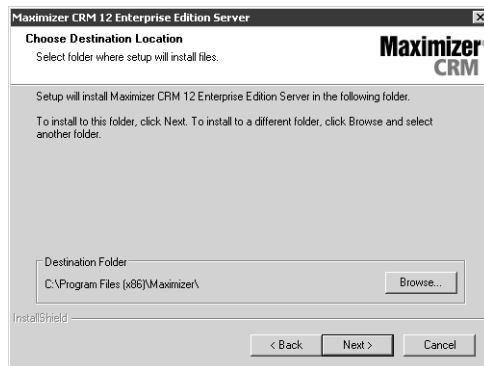 Maximizer CRM 12 Enterprise Edition Server
Choose Destination Location
Select folder where setup will install files.
Maximizer
CRM
Setup will install Maximizer CRM 12 Enterprise Edition Server in the following folder.
To install to this folder, click Next. To install to a different folder, click Browse and select
another folder.
Destination Folder
C:\Program Files (x86)\Maximizer\
Browse...
InstallShield
< Back
Next >
Cancel